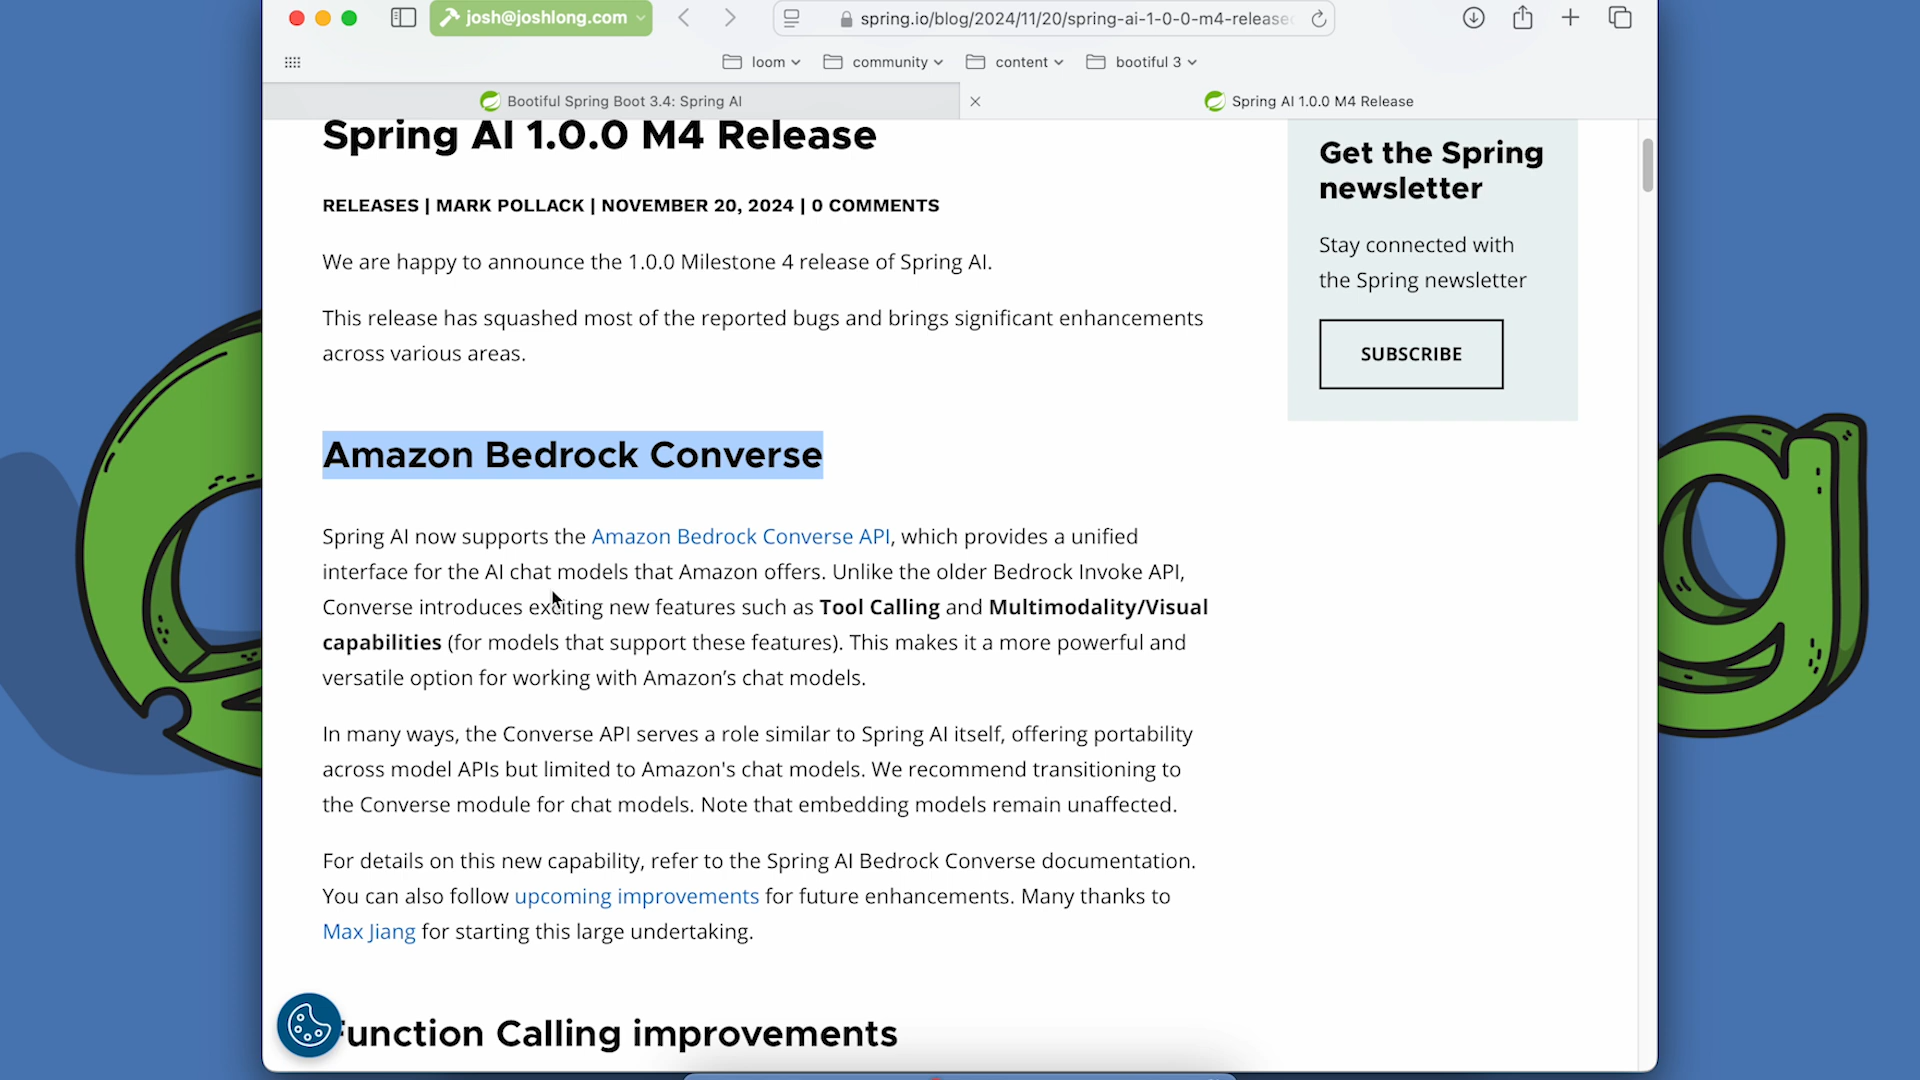 josh@joshlong.com
spring.io/blog/2024/11/20/spring-ai-1-0-0-m4-released
loom
community
content
bootiful 3
Bootiful Spring Boot 3.4: Spring AI
Spring AI 1.0.0 M4 Release
Spring AI 1.0.0 M4 Release
RELEASES | MARK POLLACK | NOVEMBER 20, 2024 | 0 COMMENTS
We are happy to announce the 1.0.0 Milestone 4 release of Spring AI.
This release has squashed most of the reported bugs and brings significant enhancements
across various areas.
Amazon Bedrock Converse
Spring AI now supports the Amazon Bedrock Converse API, which provides a unified
interface for the AI chat models that Amazon offers. Unlike the older Bedrock Invoke API,
Converse introduces exciting new features such as Tool Calling and Multimodality/Visual
capabilities (for models that support these features). This makes it a more powerful and
versatile option for working with Amazon’s chat models.
In many ways, the Converse API serves a role similar to Spring AI itself, offering portability
across model APIs but limited to Amazon's chat models. We recommend transitioning to
the Converse module for chat models. Note that embedding models remain unaffected.
For details on this new capability, refer to the Spring AI Bedrock Converse documentation.
You can also follow upcoming improvements for future enhancements. Many thanks to
Max Jiang for starting this large undertaking.
Function Calling improvements
Get the Spring
newsletter
Stay connected with
the Spring newsletter
SUBSCRIBE
g